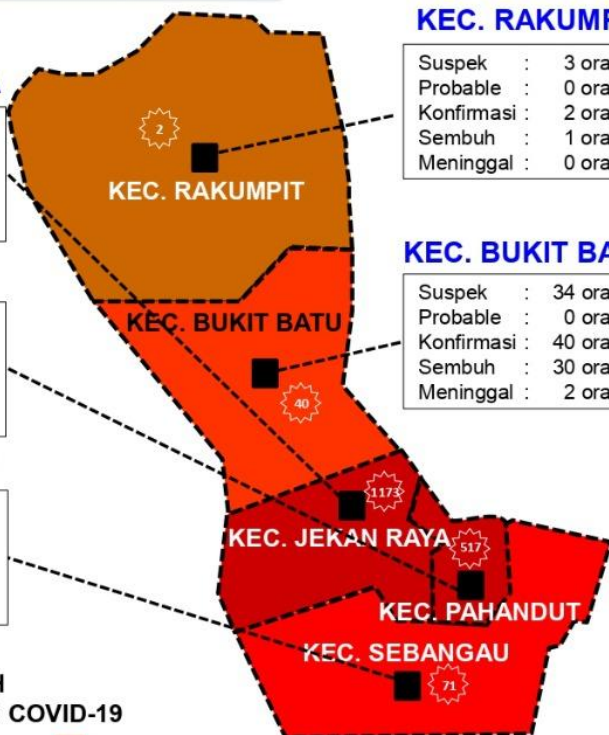 KEC. RAKUMP
Suspek : 3 ora
Probable : 0 ora
Konfirmasi : 2 ora
Sembuh : 1 ora
Meninggal : 0 ora
2
KEC. RAKUMPIT
KEC. BUKIT BA
Suspek : 34 ora
Probable : 0 ora
Konfirmasi : 40 ora
Sembuh : 30 ora
Meninggal : 2 ora
KEC. BUKIT BATU
40
1173
KEC. JEKAN RAYA
517
KEC. PAHANDUT
KEC. SEBANGAU
71
H
COVID-19